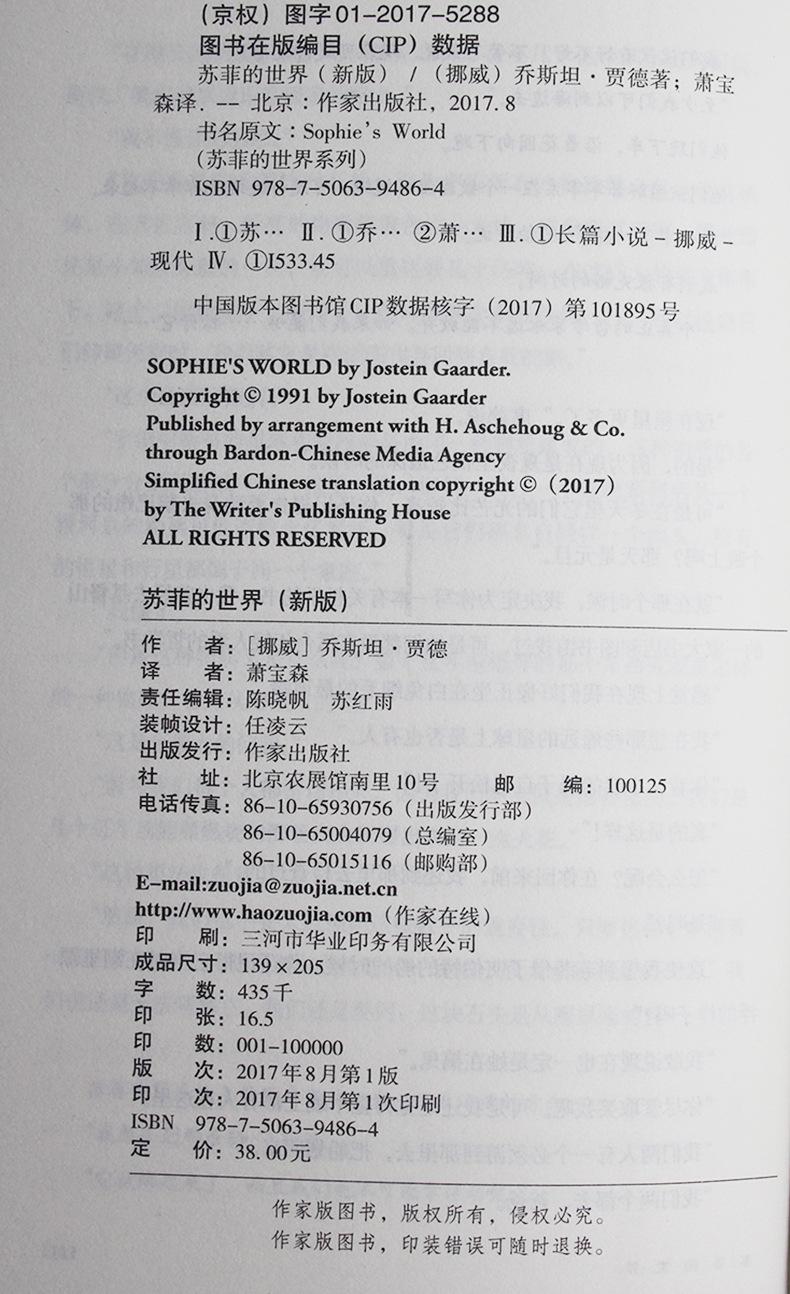 （京权）图字01-2017-5288
图书在版编目（CIP）数据
苏菲的世界（新版） / （挪威）乔斯坦·贾德著；萧宝
森译. -- 北京：作家出版社，2017.8
书名原文：Sophie's World
（苏菲的世界系列）
ISBN 978-7-5063-9486-4
Ⅰ.①苏… Ⅱ.①乔… ②萧… Ⅲ.①长篇小说－挪威－
现代 Ⅳ.①I533.45
中国版本图书馆CIP数据核字（2017）第101895号
SOPHIE'S WORLD by Jostein Gaarder.
Copyright © 1991 by Jostein Gaarder
Published by arrangement with H. Aschehoug & Co.
through Bardon-Chinese Media Agency
Simplified Chinese translation copyright ©（2017）
by The Writer's Publishing House
ALL RIGHTS RESERVED
苏菲的世界（新版）
作 者：［挪威］乔斯坦·贾德
译 者：萧宝森
责任编辑：陈晓帆 苏红雨
装帧设计：任凌云
出版发行：作家出版社
社 址：北京农展馆南里10号 邮 编：100125
电话传真：86-10-65930756（出版发行部）
86-10-65004079（总编室）
86-10-65015116（邮购部）
E-mail:zuojia@zuojia.net.cn
http://www.haozuojia.com（作家在线）
印 刷：三河市华业印务有限公司
成品尺寸：139×205
字 数：435千
印 张：16.5
印 数：001-100000
版 次：2017年8月第1版
印 次：2017年8月第1次印刷
ISBN 978-7-5063-9486-4
定 价：38.00元
作家版图书，版权所有，侵权必究。
作家版图书，印装错误可随时退换。